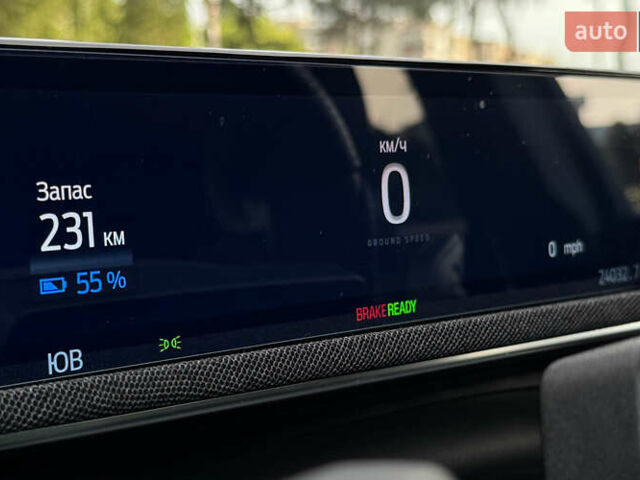 auto
км/ч
Запас
0
231 км
GROUND SPEED
0 mph
55%
24032.7
BRAKE READY
ЮВ